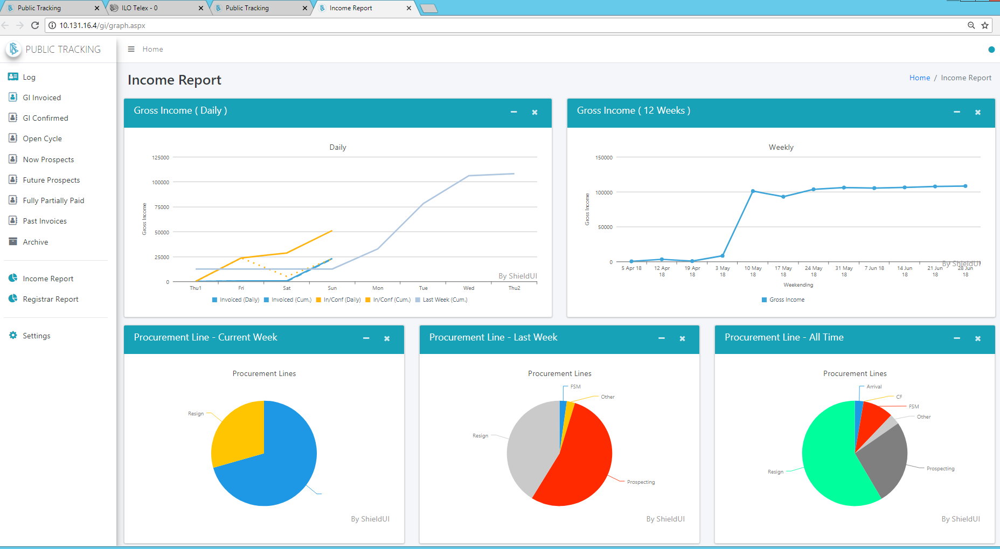 Public Tracking
ILO Telex - 0
Public Tracking
Income Report
10.131.16.4/gi/graph.aspx
PUBLIC TRACKING
Home
Log
GI Invoiced
GI Confirmed
Open Cycle
Now Prospects
Future Prospects
Fully Partially Paid
Past Invoices
Archive
Income Report
Registrar Report
Settings
Income Report
Home / Income Report
Gross Income ( Daily )
Daily
Gross Income
125000
100000
75000
50000
25000
0
Thu1 Fri Sat Sun Mon Tue Wed Thu2
By ShieldUI
Invoiced (Daily) Invoiced (Cum.) In/Conf (Daily) In/Conf (Cum.) Last Week (Cum.)
Gross Income ( 12 Weeks )
Weekly
Gross Income
150000
100000
50000
0
5 Apr 18
12 Apr 18
19 Apr 18
3 May 18
10 May 18
17 May 18
24 May 18
31 May 18
7 Jun 18
14 Jun 18
21 Jun 18
28 Jun 18
By ShieldUI
Weekending
Gross Income
Procurement Line - Current Week
Procurement Lines
Resign
By ShieldUI
Procurement Line - Last Week
Procurement Lines
FSM
Other
Resign
Prospecting
By ShieldUI
Procurement Line - All Time
Procurement Lines
Arrival
CF
FSM
Other
Prospecting
Resign
By ShieldUI